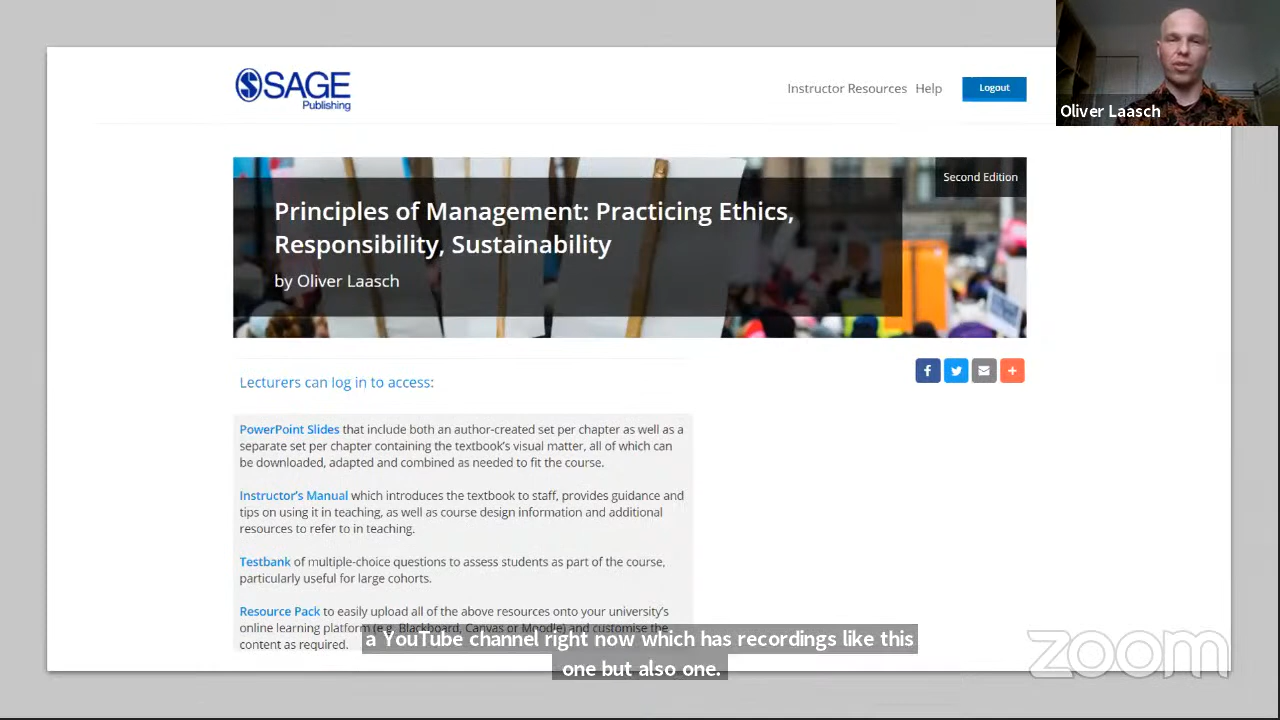 SAGE
Publishing
Instructor Resources Help Logout
Oliver Laasch
Second Edition
Principles of Management: Practicing Ethics,
Responsibility, Sustainability
by Oliver Laasch
Lecturers can log in to access:
PowerPoint Slides that include both an author-created set per chapter as well as a
separate set per chapter containing the textbook's visual matter, all of which can
be downloaded, adapted and combined as needed to fit the course.
Instructor's Manual which introduces the textbook to staff, provides guidance and
tips on using it in teaching, as well as course design information and additional
resources to refer to in teaching.
Testbank of multiple-choice questions to assess students as part of the course,
particularly useful for large cohorts.
Resource Pack to easily upload all of the above resources onto your university's
online learning platform (e.g. Blackboard, Canvas or Moodle) and customise the
content as required.
a YouTube channel right now which has recordings like this
one but also one.
zoom